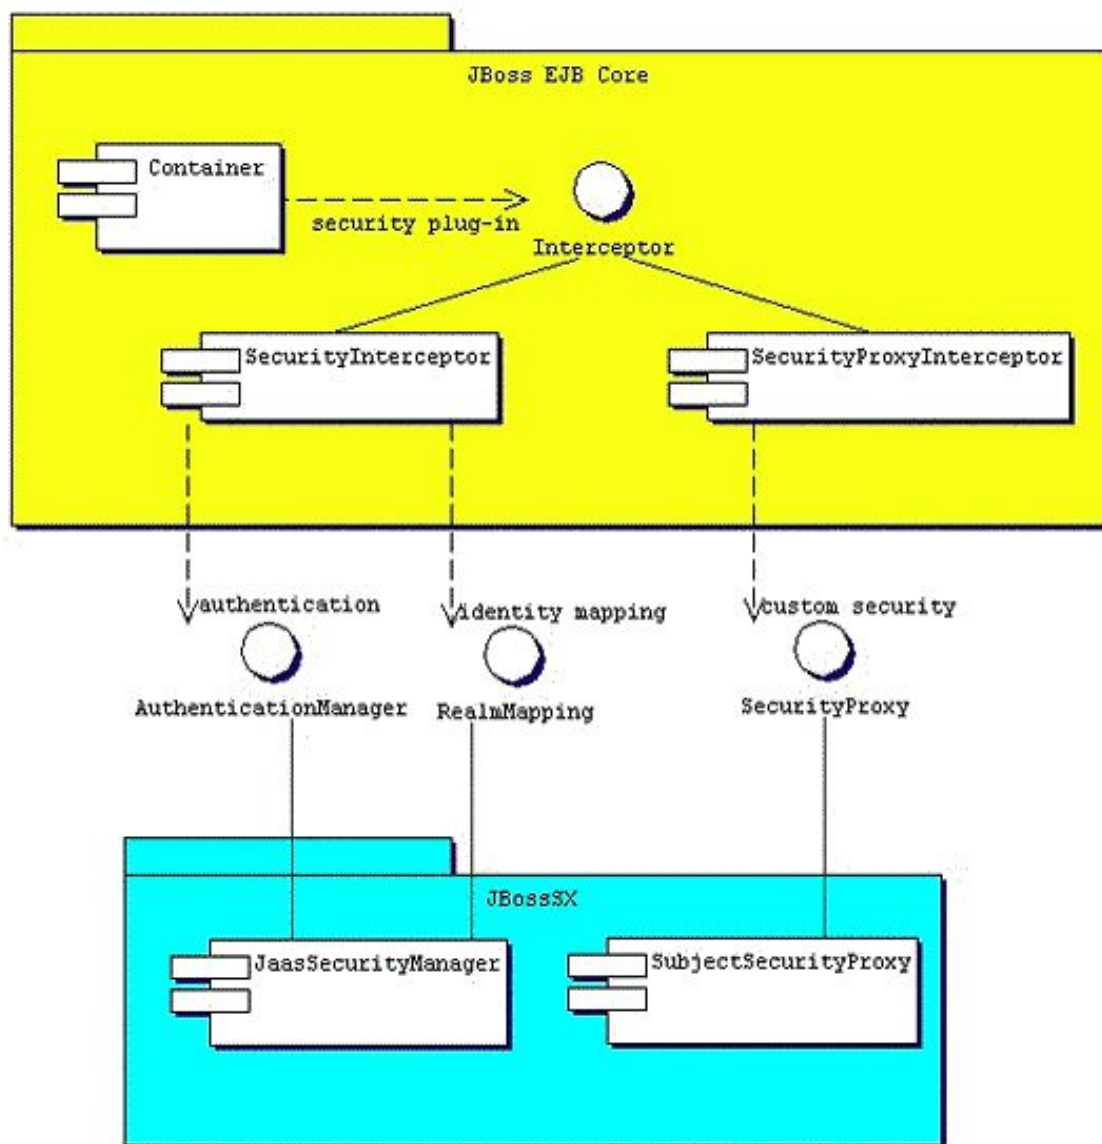 JBoss EJB Core
Container
security plug-in
Interceptor
SecurityInterceptor
SecurityProxyInterceptor
authentication
identity mapping
custom security
AuthenticationManager
RealmMapping
SecurityProxy
JBossSX
JaasSecurityManager
SubjectSecurityProxy